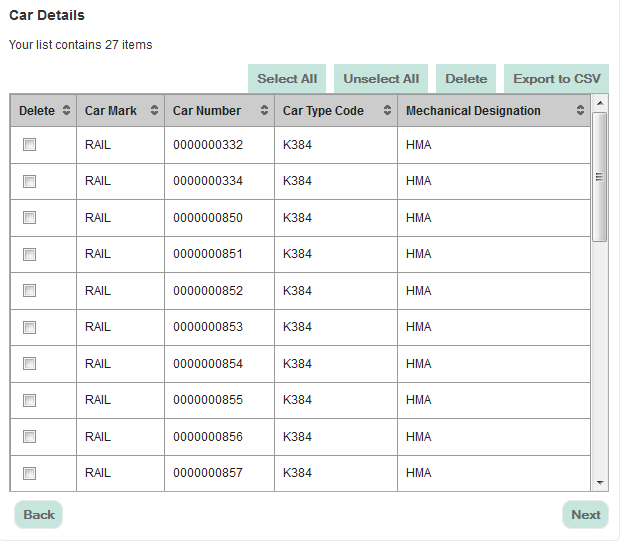 Car Details
Your list contains 27 items
Select All Unselect All Delete Export to CSV
Delete Car Mark Car Number Car Type Code Mechanical Designation
RAIL 0000000332 K384 HMA
RAIL 0000000334 K384 HMA
RAIL 0000000850 K384 HMA
RAIL 0000000851 K384 HMA
RAIL 0000000852 K384 HMA
RAIL 0000000853 K384 HMA
RAIL 0000000854 K384 HMA
RAIL 0000000855 K384 HMA
RAIL 0000000856 K384 HMA
RAIL 0000000857 K384 HMA
Back Next